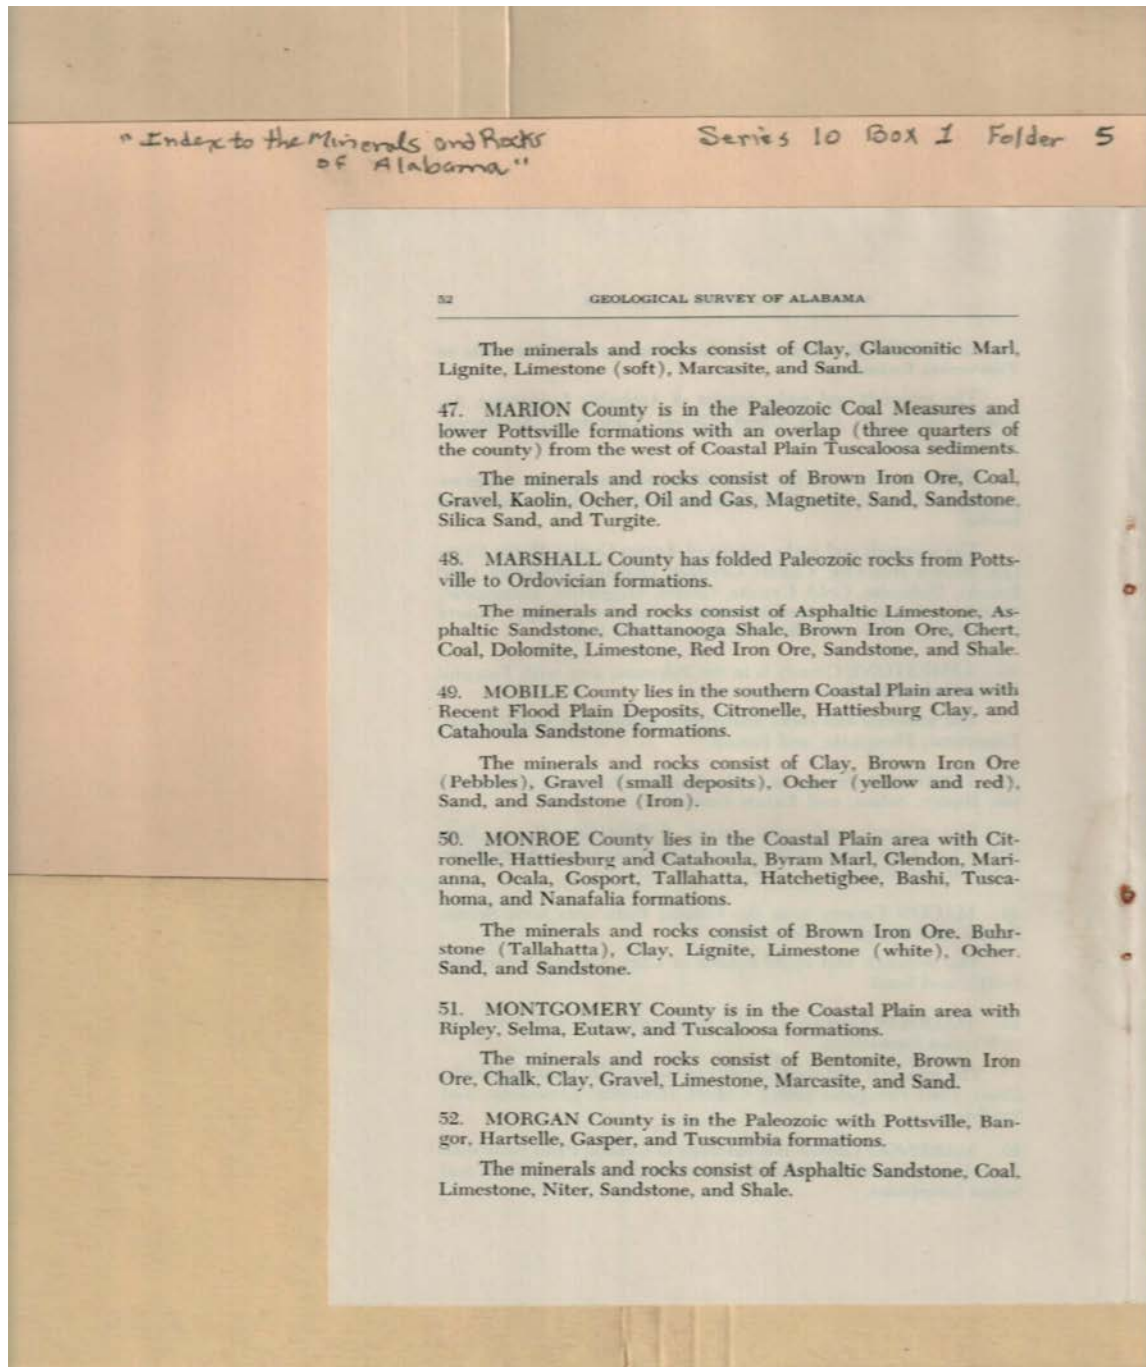 "Index to the Minerals and Rocks
of Alabama"
Series 10 Box 1 Folder 5
52 GEOLOGICAL SURVEY OF ALABAMA
The minerals and rocks consist of Clay, Glauconitic Marl,
Lignite, Limestone (soft), Marcasite, and Sand.
47. MARION County is in the Paleozoic Coal Measures and
lower Pottsville formations with an overlap (three quarters of
the county) from the west of Coastal Plain Tuscaloosa sediments.
The minerals and rocks consist of Brown Iron Ore, Coal,
Gravel, Kaolin, Ocher, Oil and Gas, Magnetite, Sand, Sandstone,
Silica Sand, and Turgite.
48. MARSHALL County has folded Paleozoic rocks from Potts-
ville to Ordovician formations.
The minerals and rocks consist of Asphaltic Limestone, As-
phaltic Sandstone, Chattanooga Shale, Brown Iron Ore, Chert,
Coal, Dolomite, Limestone, Red Iron Ore, Sandstone, and Shale.
49. MOBILE County lies in the southern Coastal Plain area with
Recent Flood Plain Deposits, Citronelle, Hattiesburg Clay, and
Catahoula Sandstone formations.
The minerals and rocks consist of Clay, Brown Iron Ore
(Pebbles), Gravel (small deposits), Ocher (yellow and red),
Sand, and Sandstone (Iron).
50. MONROE County lies in the Coastal Plain area with Cit-
ronelle, Hattiesburg and Catahoula, Byram Marl, Glendon, Mari-
anna, Ocala, Gosport, Tallahatta, Hatchetigbee, Bashi, Tusca-
homa, and Nanafalia formations.
The minerals and rocks consist of Brown Iron Ore, Buhr-
stone (Tallahatta), Clay, Lignite, Limestone (white), Ocher,
Sand, and Sandstone.
51. MONTGOMERY County is in the Coastal Plain area with
Ripley, Selma, Eutaw, and Tuscaloosa formations.
The minerals and rocks consist of Bentonite, Brown Iron
Ore, Chalk, Clay, Gravel, Limestone, Marcasite, and Sand.
52. MORGAN County is in the Paleozoic with Pottsville, Ban-
gor, Hartselle, Gasper, and Tuscumbia formations.
The minerals and rocks consist of Asphaltic Sandstone, Coal,
Limestone, Niter, Sandstone, and Shale.